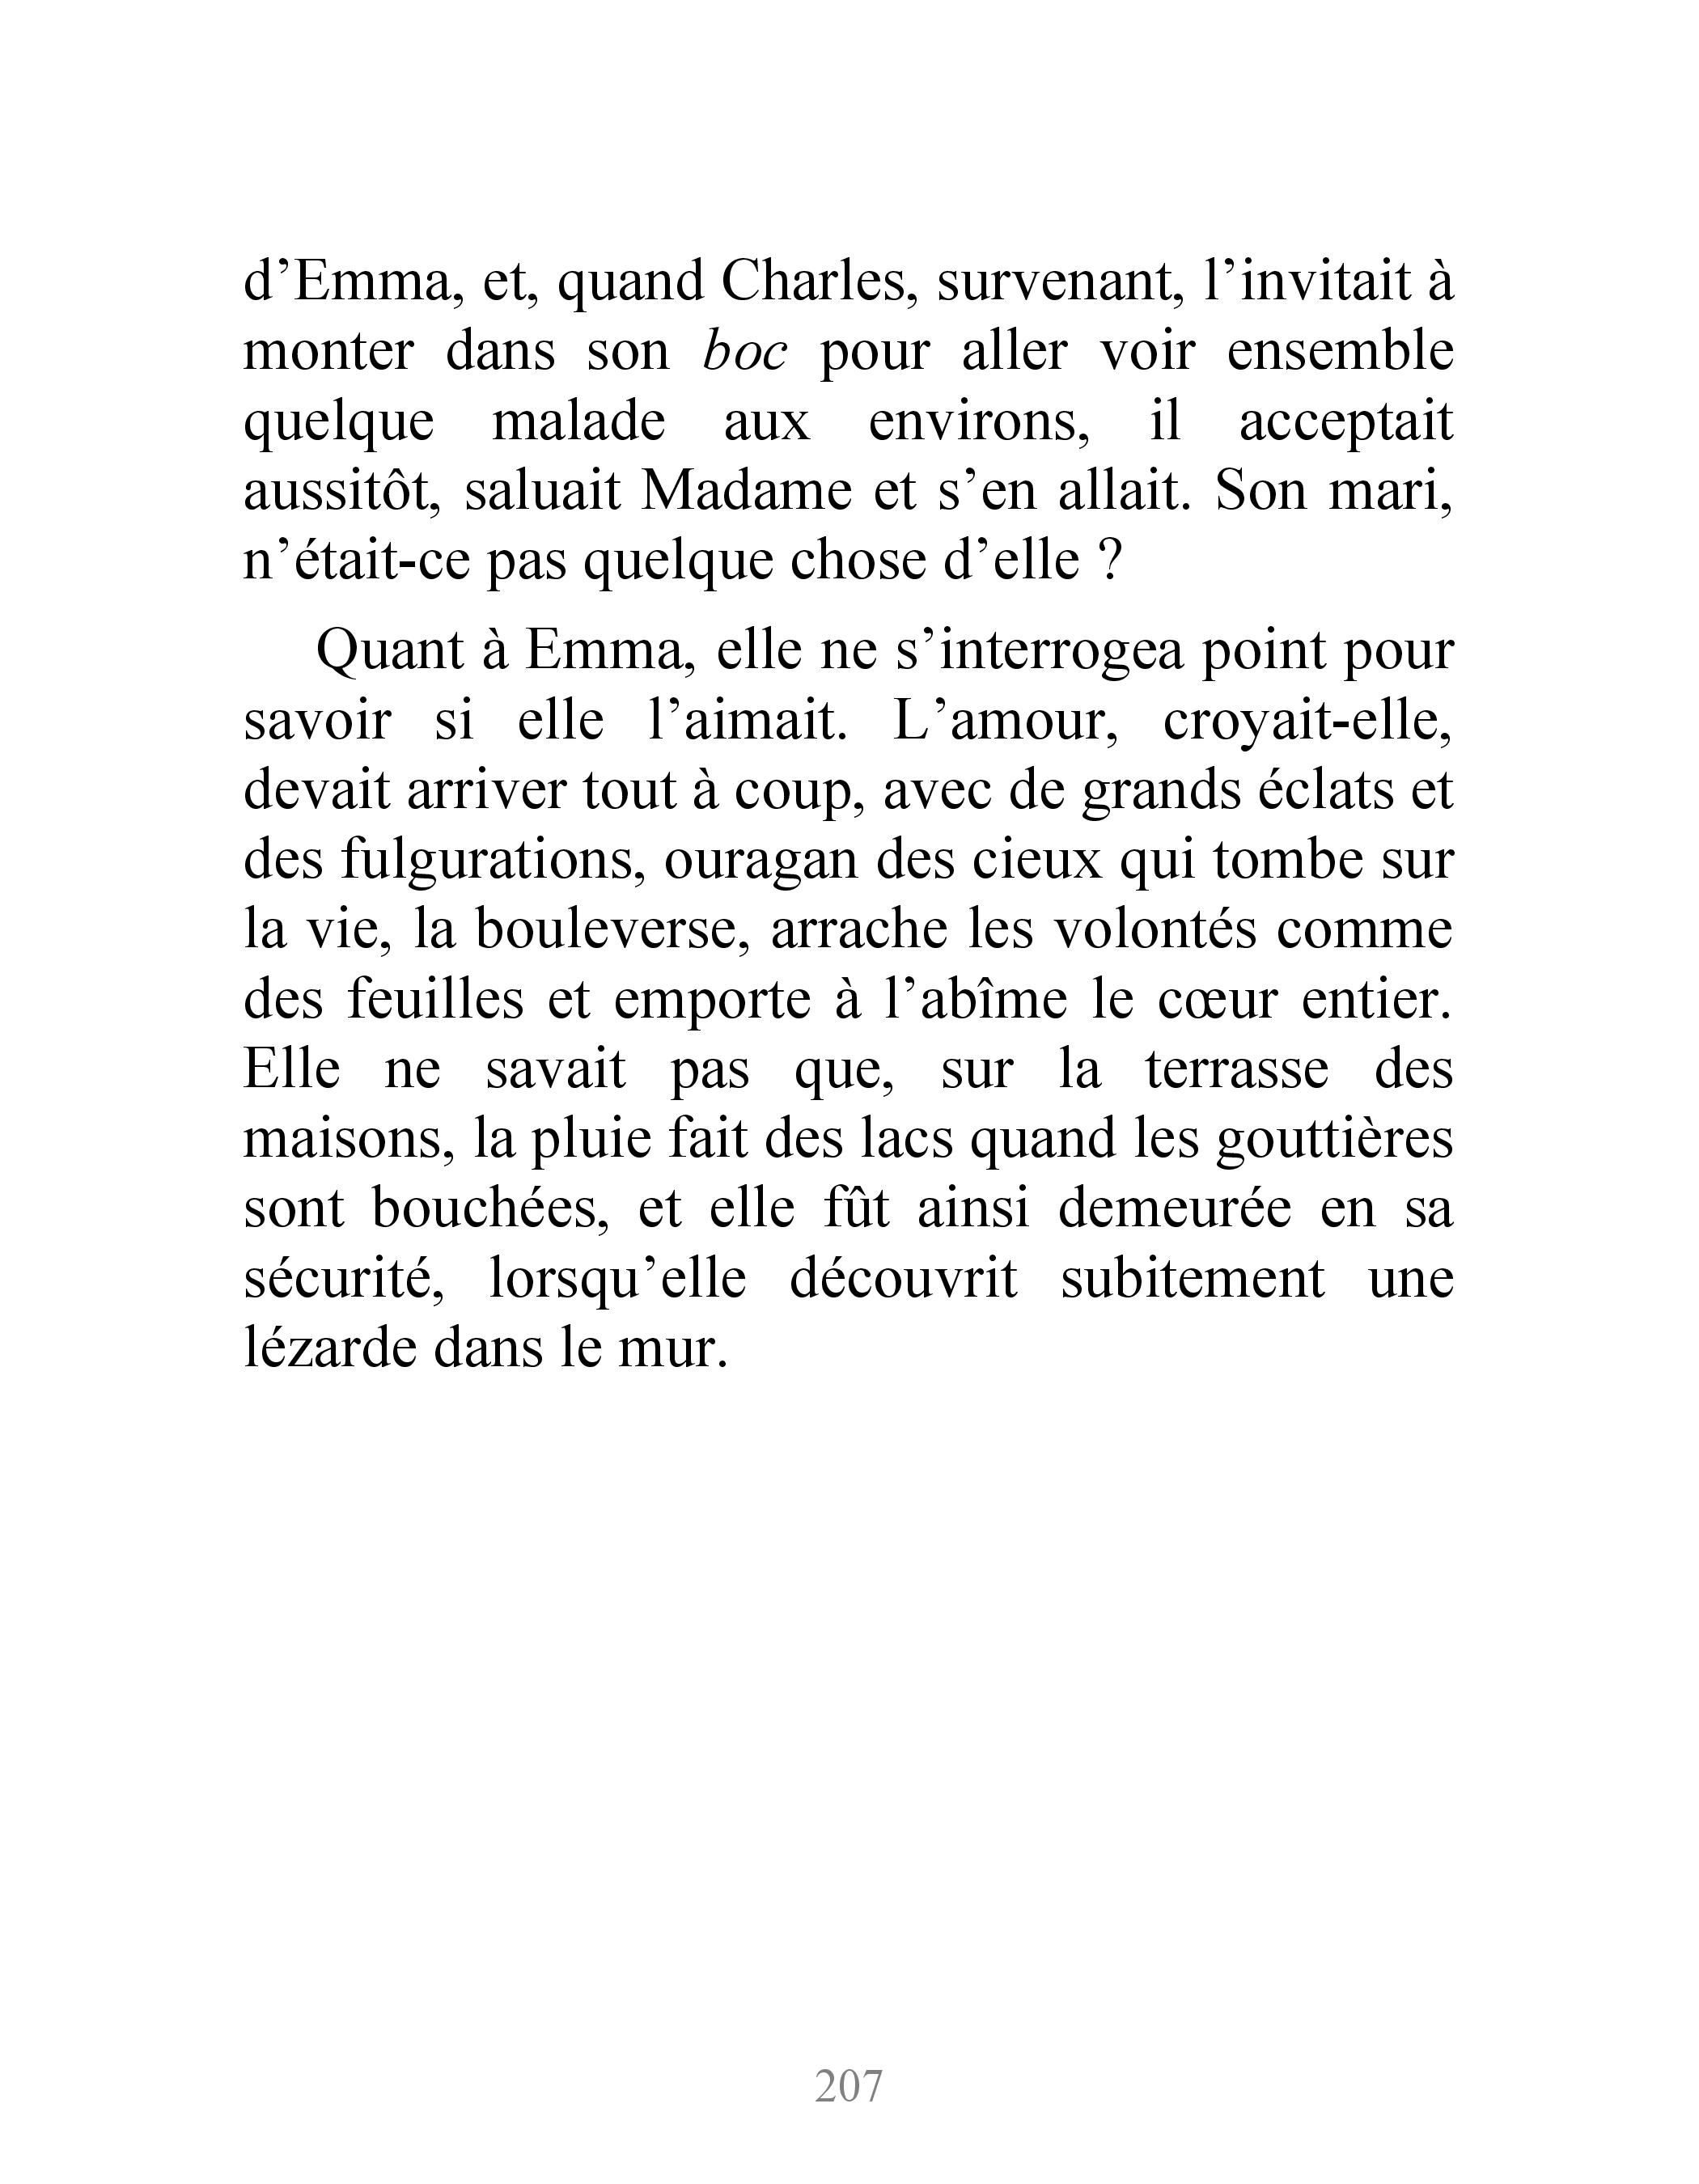 d’Emma, et, quand Charles, survenant, l’invitait à
monter dans son boc pour aller voir ensemble
quelque malade aux environs, il acceptait
aussitôt, saluait Madame et s’en allait. Son mari,
n’était-ce pas quelque chose d’elle ?
Quant à Emma, elle ne s’interrogea point pour
savoir si elle l’aimait. L’amour, croyait-elle,
devait arriver tout à coup, avec de grands éclats et
des fulgurations, ouragan des cieux qui tombe sur
la vie, la bouleverse, arrache les volontés comme
des feuilles et emporte à l’abîme le cœur entier.
Elle ne savait pas que, sur la terrasse des
maisons, la pluie fait des lacs quand les gouttières
sont bouchées, et elle fût ainsi demeurée en sa
sécurité, lorsqu’elle découvrit subitement une
lézarde dans le mur.
207